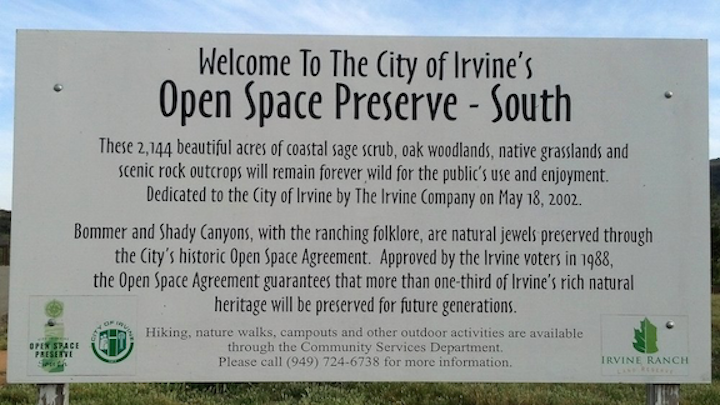 Welcome To The City of Irvine's
Open Space Preserve - South
These 2,144 beautiful acres of coastal sage scrub, oak woodlands, native grasslands and
scenic rock outcrops will remain forever wild for the public's use and enjoyment.
Dedicated to the City of Irvine by The Irvine Company on May 18, 2002.
Bommer and Shady Canyons, with the ranching folklore, are natural jewels preserved through
the City's historic Open Space Agreement. Approved by the Irvine voters in 1988,
the Open Space Agreement guarantees that more than one-third of Irvine's rich natural
heritage will be preserved for future generations.
Hiking, nature walks, campouts and other outdoor activities are available
through the Community Services Department.
Please call (949) 724-6738 for more information.
OPEN SPACE
PRESERVE
South
CITY OF IRVINE
IRVINE RANCH
LAND RESERVE